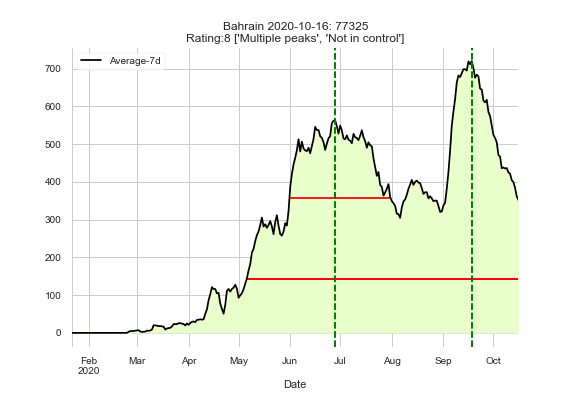 Bahrain 2020-10-16: 77325
Rating:8 ['Multiple peaks', 'Not in control']
Average-7d
700
600
500
400
300
200
100
0
Feb Mar Apr May Jun Jul Aug Sep Oct
2020
Date